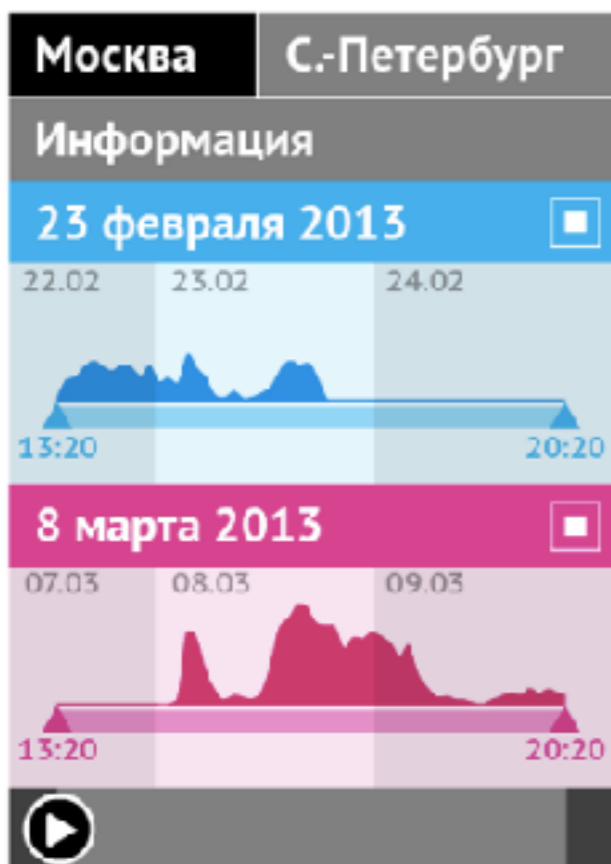 Москва С.-Петербург
Информация
23 февраля 2013
22.02 23.02 24.02
13:20 20:20
8 марта 2013
07.03 08.03 09.03
13:20 20:20